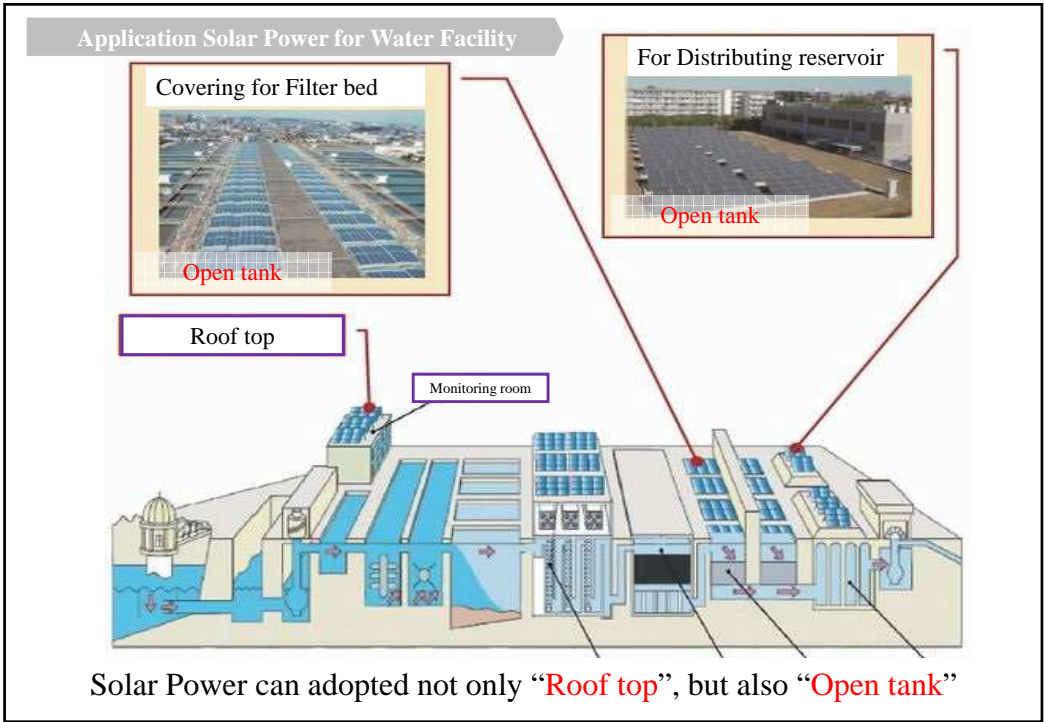 Application Solar Power for Water Facility
Covering for Filter bed
Open tank
For Distributing reservoir
Open tank
Roof top
Monitoring room
Solar Power can adopted not only “Roof top”, but also “Open tank”